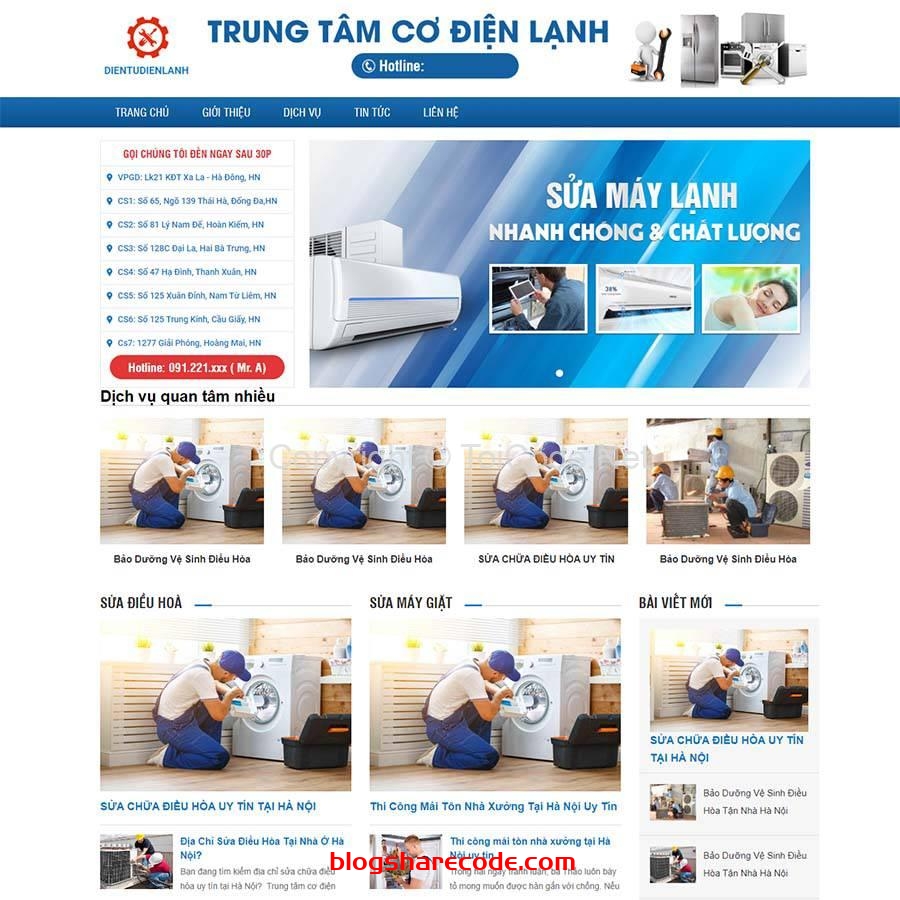 TRUNG TÂM CƠ ĐIỆN LẠNH
Hotline:
DIENTUDIENLANH
TRANG CHỦ GIỚI THIỆU DỊCH VỤ TIN TỨC LIÊN HỆ
GỌI CHÚNG TÔI ĐẾN NGAY SAU 30P
VPGD: Lk21 KĐT Xa La - Hà Đông, HN
CS1: Số 65, Ngõ 139 Thái Hà, Đống Đa,HN
CS2: Số 81 Lý Nam Đế, Hoàn Kiếm, HN
CS3: Số 128C Đại La, Hai Bà Trưng, HN
CS4: Số 47 Hạ Đình, Thanh Xuân, HN
CS5: Số 125 Xuân Đỉnh, Nam Từ Liêm, HN
CS6: Số 125 Trung Kính, Cầu Giấy, HN
Cs7: 1277 Giải Phóng, Hoàng Mai, HN
Hotline: 091.221.xxx ( Mr. A)
SỬA MÁY LẠNH
NHANH CHÓNG & CHẤT LƯỢNG
38%
Dịch vụ quan tâm nhiều
Copyright © ToiCode.Net
Bảo Dưỡng Vệ Sinh Điều Hòa
Bảo Dưỡng Vệ Sinh Điều Hòa
SỬA CHỮA ĐIỀU HÒA UY TÍN
Bảo Dưỡng Vệ Sinh Điều Hòa
SỬA ĐIỀU HOÀ
SỬA CHỮA ĐIỀU HÒA UY TÍN TẠI HÀ NỘI
Địa Chỉ Sửa Điều Hòa Tại Nhà Ở Hà
Nội?
Bạn đang tìm kiếm địa chỉ sửa chữa điều
hòa uy tín tại Hà Nội? Trung tâm cơ điện
SỬA MÁY GIẶT
Thi Công Mái Tôn Nhà Xưởng Tại Hà Nội Uy Tín
Thi công mái tôn nhà xưởng tại Hà
Nội uy tín
Trong hai ngày tranh luận, bà Thảo luôn bày
tỏ mong muốn được hàn gắn với chồng. Nếu
BÀI VIẾT MỚI
SỬA CHỮA ĐIỀU HÒA UY TÍN
TẠI HÀ NỘI
Bảo Dưỡng Vệ Sinh Điều
Hòa Tận Nhà Hà Nội
Bảo Dưỡng Vệ Sinh Điều
Hòa Tận Nhà Hà Nội
blogsharecode.com